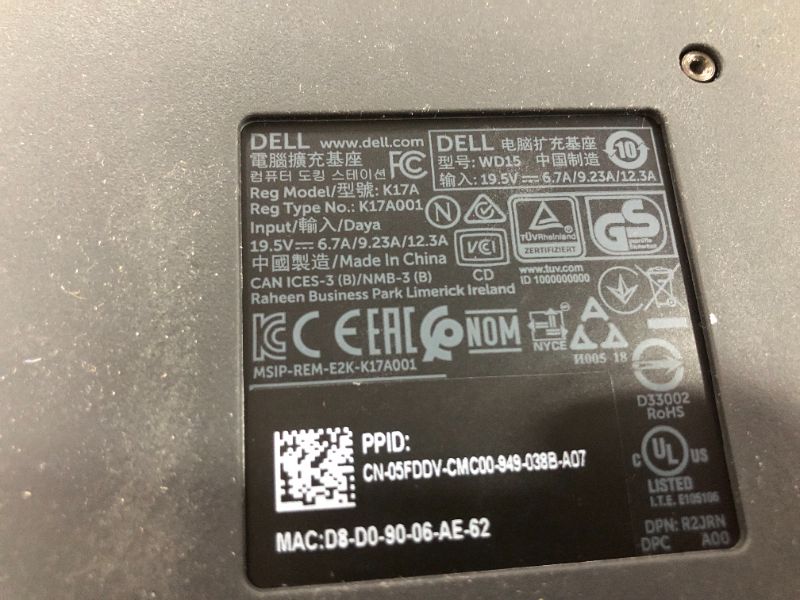 DELL www.dell.com
電腦擴充基座
컴퓨터 도킹 스테이션
FC
Reg Model/型號: K17A
Reg Type No.: K17A001
Input/輸入/Daya
19.5V⎓6.7A/9.23A/12.3A
中國製造/Made In China
CAN ICES-3 (B)/NMB-3 (B)
Raheen Business Park Limerick Ireland
DELL 电脑扩充基座
型号: WD15 中国制造
输入: 19.5V⎓6.7A/9.23A/12.3A
10
N
VCI
CD
TÜVRheinland
ZERTIFIZIERT
GS
geprüfte
Sicherheit
www.tuv.com
ID 1000000000
CE EAC NOM
NYCE
H005 18
MSIP-REM-E2K-K17A001
D33002
RoHS
PPID:
CN-05FDDV-CMC00-949-038B-A07
MAC:D8-D0-90-06-AE-62
C UL US
LISTED
I.T.E. E105106
DPN: R2JRN
DPC A00